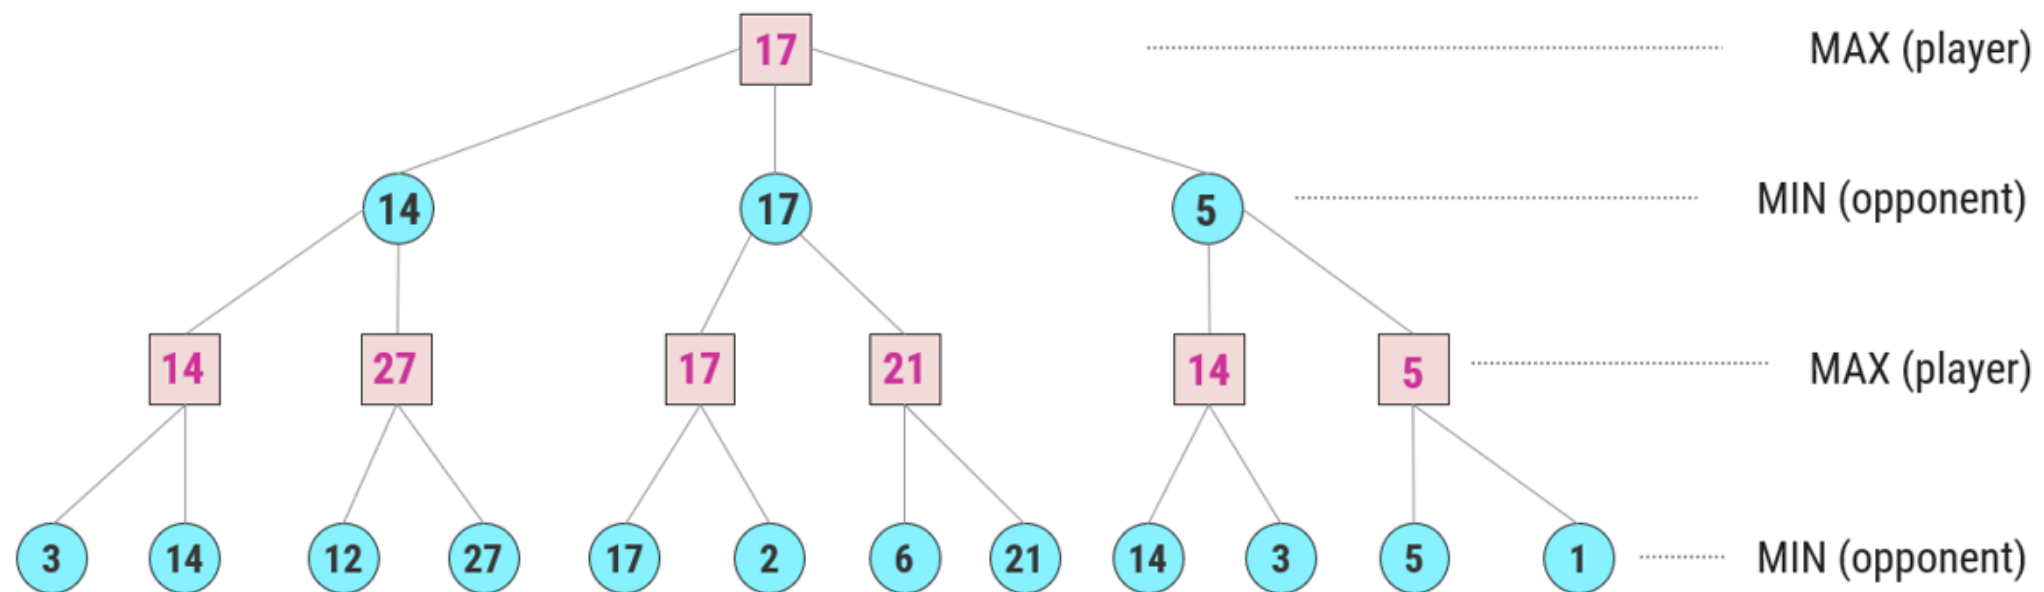 17 MAX (player)
14 17 5 MIN (opponent)
14 27 17 21 14 5 MAX (player)
3 14 12 27 17 2 6 21 14 3 5 1 MIN (opponent)